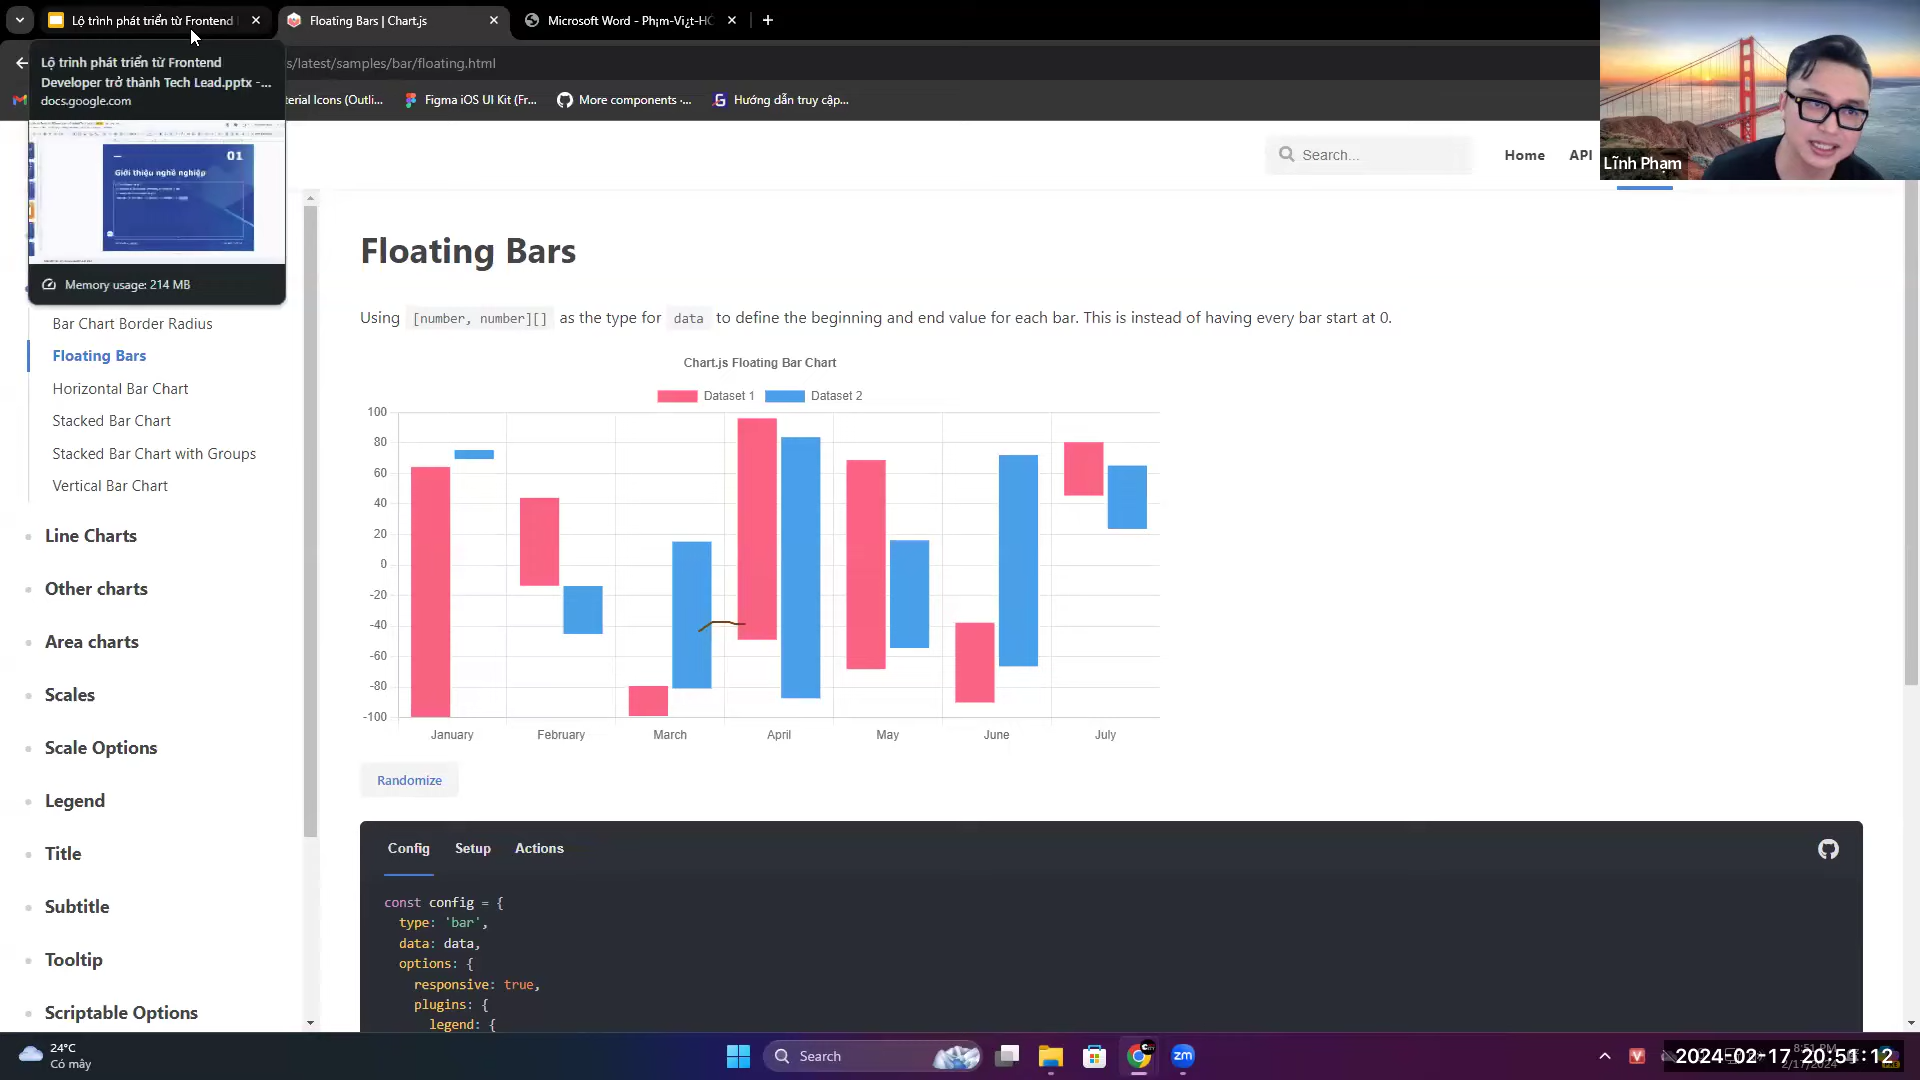 Lộ trình phát triển từ Frontend
Floating Bars | Chart.js
Microsoft Word - Ph¡m-Vi¿t-HÓ
Lộ trình phát triển từ Frontend
Developer trở thành Tech Lead.pptx -...
docs.google.com
s/latest/samples/bar/floating.html
terial Icons (Outli...
Figma iOS UI Kit (Fr...
More components ·...
Hướng dẫn truy cập...
01
Giới thiệu nghề nghiệp
Memory usage: 214 MB
Search...
Home
API
Lĩnh Phạm
Bar Chart Border Radius
Floating Bars
Horizontal Bar Chart
Stacked Bar Chart
Stacked Bar Chart with Groups
Vertical Bar Chart
Line Charts
Other charts
Area charts
Scales
Scale Options
Legend
Title
Subtitle
Tooltip
Scriptable Options
Floating Bars
Using [number, number][] as the type for data to define the beginning and end value for each bar. This is instead of having every bar start at 0.
Chart.js Floating Bar Chart
Dataset 1 Dataset 2
100
80
60
40
20
0
-20
-40
-60
-80
-100
January February March April May June July
Randomize
Config Setup Actions
const config = {
type: 'bar',
data: data,
options: {
responsive: true,
plugins: {
legend: {
24°C
Có mây
Search
zm
2024-02-17 20:51:12